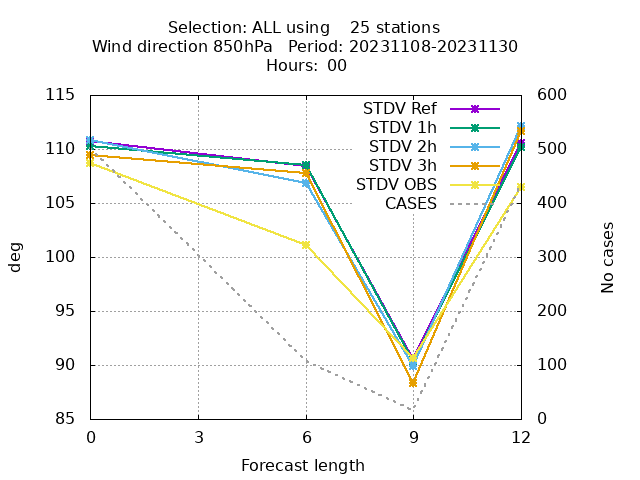 Selection: ALL using    25 stations
Wind direction 850hPa   Period: 20231108-20231130
Hours: 00
115
110
105
100
95
90
85
600
500
400
300
200
100
0
0
3
6
9
12
deg
No cases
Forecast length
STDV Ref
STDV 1h
STDV 2h
STDV 3h
STDV OBS
CASES